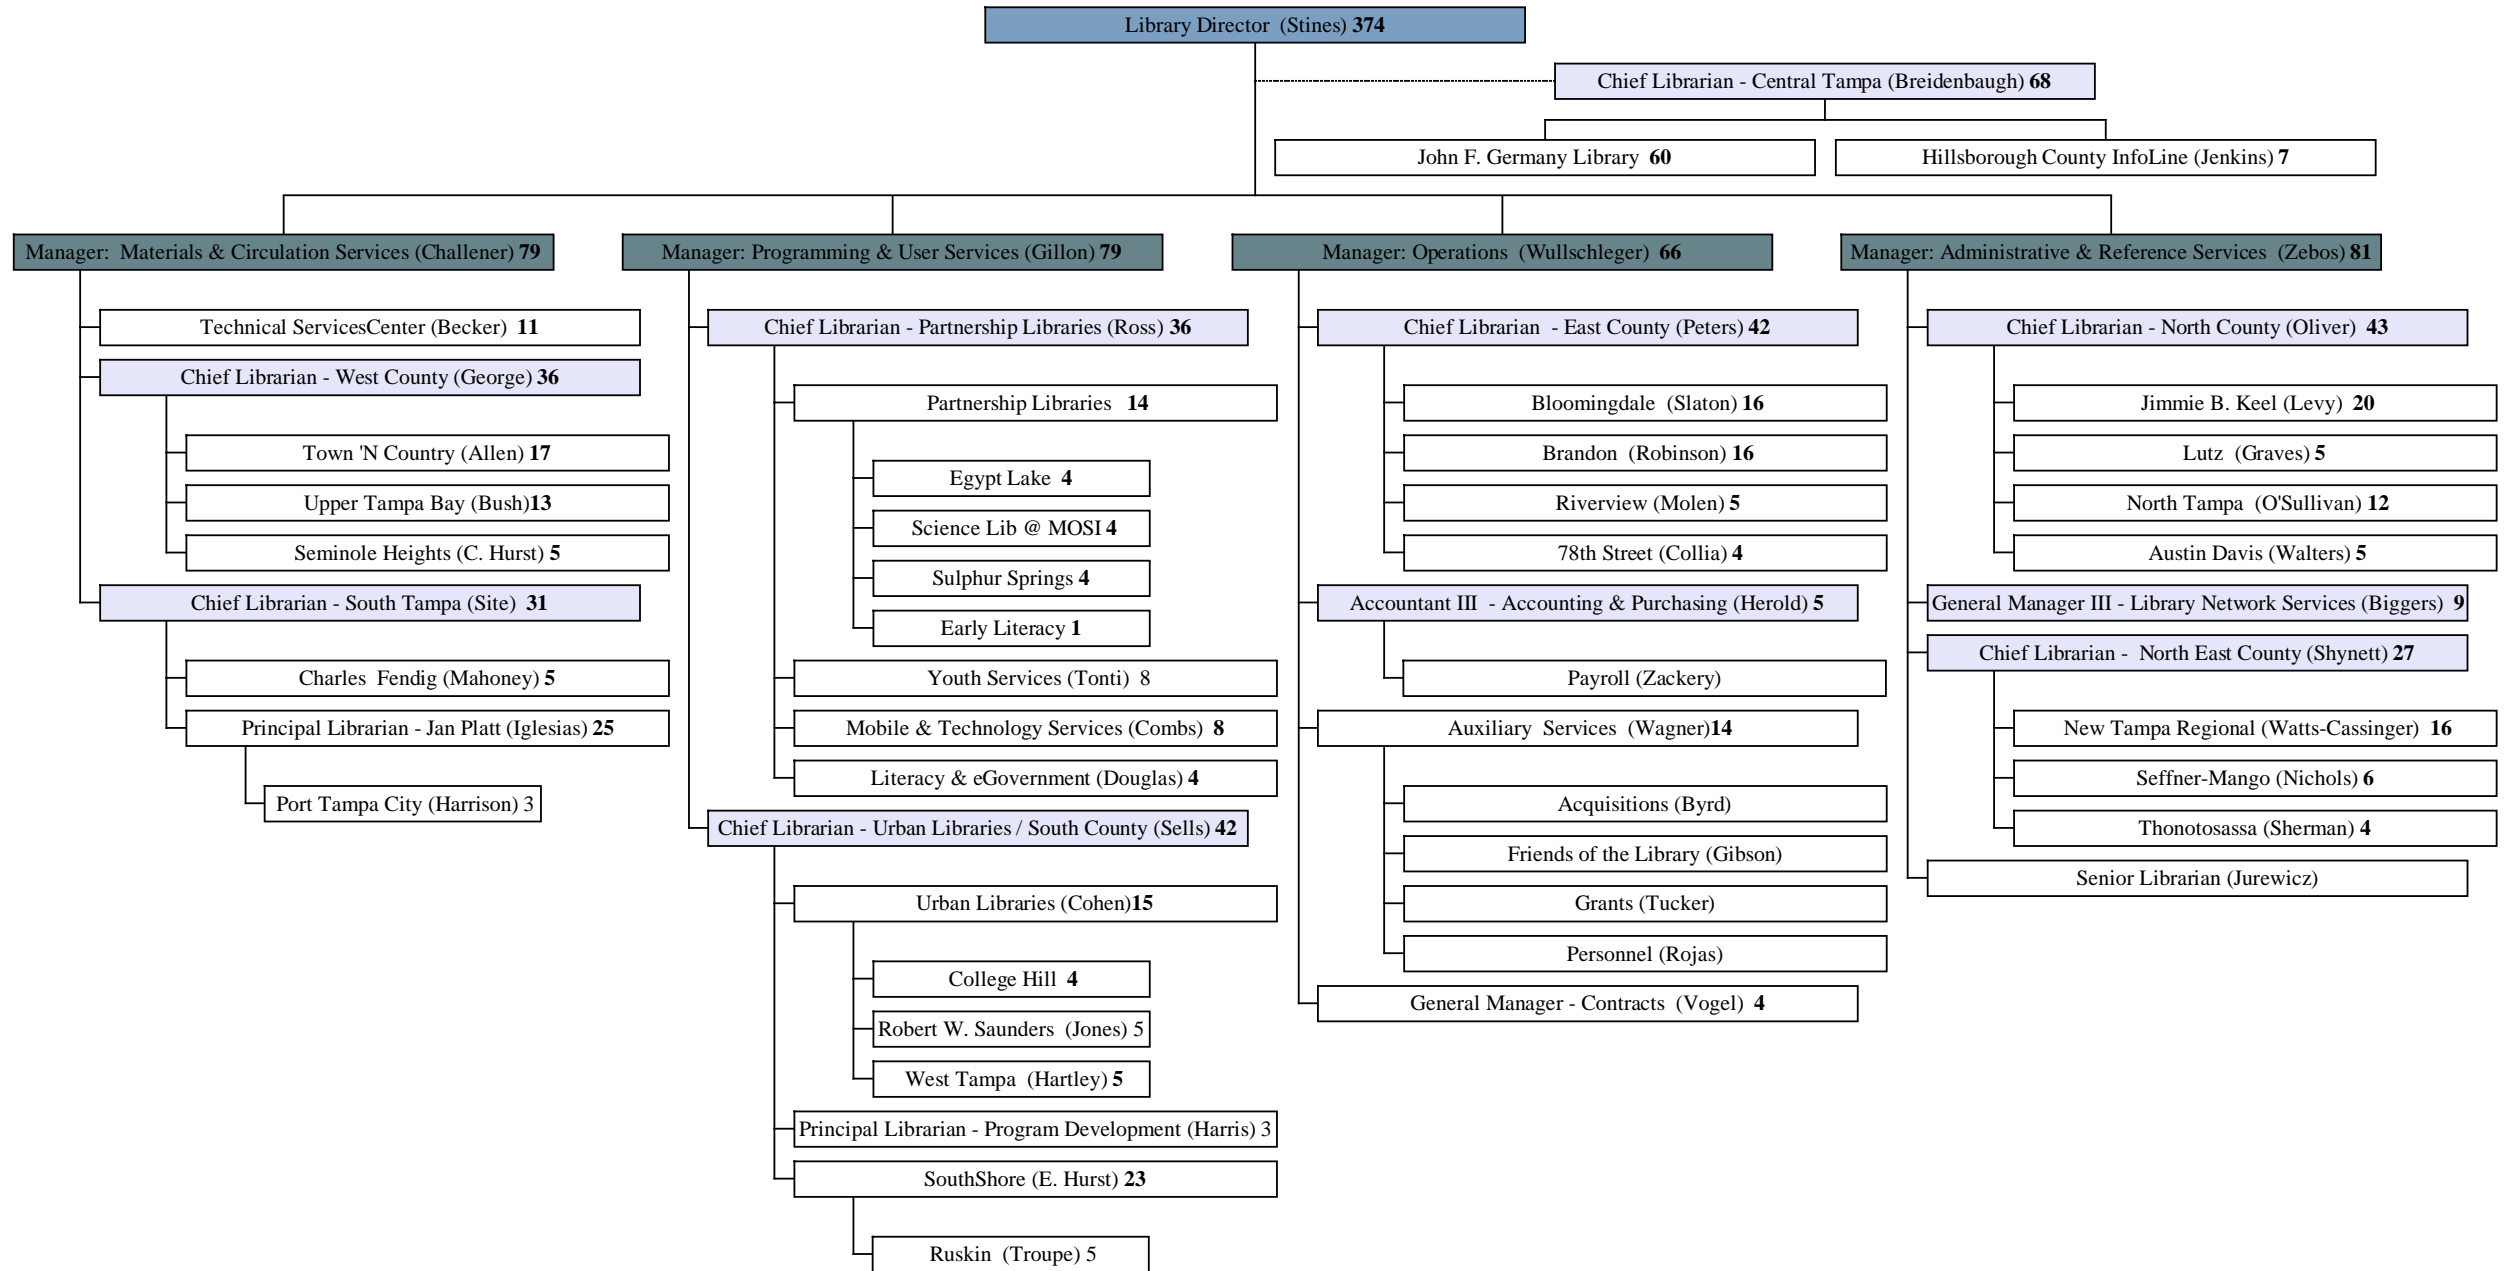 Library Director (Stines) 374
Chief Librarian - Central Tampa (Breidenbaugh) 68
John F. Germany Library 60
Hillsborough County InfoLine (Jenkins) 7
Manager: Materials & Circulation Services (Challener) 79
Technical ServicesCenter (Becker) 11
Chief Librarian - West County (George) 36
Town 'N Country (Allen) 17
Upper Tampa Bay (Bush)13
Seminole Heights (C. Hurst) 5
Chief Librarian - South Tampa (Site) 31
Charles Fendig (Mahoney) 5
Principal Librarian - Jan Platt (Iglesias) 25
Port Tampa City (Harrison) 3
Manager: Programming & User Services (Gillon) 79
Chief Librarian - Partnership Libraries (Ross) 36
Partnership Libraries 14
Egypt Lake 4
Science Lib @ MOSI 4
Sulphur Springs 4
Early Literacy 1
Youth Services (Tonti) 8
Mobile & Technology Services (Combs) 8
Literacy & eGovernment (Douglas) 4
Chief Librarian - Urban Libraries / South County (Sells) 42
Urban Libraries (Cohen)15
College Hill 4
Robert W. Saunders (Jones) 5
West Tampa (Hartley) 5
Principal Librarian - Program Development (Harris) 3
SouthShore (E. Hurst) 23
Ruskin (Troupe) 5
Manager: Operations (Wullschleger) 66
Chief Librarian - East County (Peters) 42
Bloomingdale (Slaton) 16
Brandon (Robinson) 16
Riverview (Molen) 5
78th Street (Collia) 4
Accountant III - Accounting & Purchasing (Herold) 5
Payroll (Zackery)
Auxiliary Services (Wagner)14
Acquisitions (Byrd)
Friends of the Library (Gibson)
Grants (Tucker)
Personnel (Rojas)
General Manager - Contracts (Vogel) 4
Manager: Administrative & Reference Services (Zebos) 81
Chief Librarian - North County (Oliver) 43
Jimmie B. Keel (Levy) 20
Lutz (Graves) 5
North Tampa (O'Sullivan) 12
Austin Davis (Walters) 5
General Manager III - Library Network Services (Biggers) 9
Chief Librarian - North East County (Shynett) 27
New Tampa Regional (Watts-Cassinger) 16
Seffner-Mango (Nichols) 6
Thonotosassa (Sherman) 4
Senior Librarian (Jurewicz)